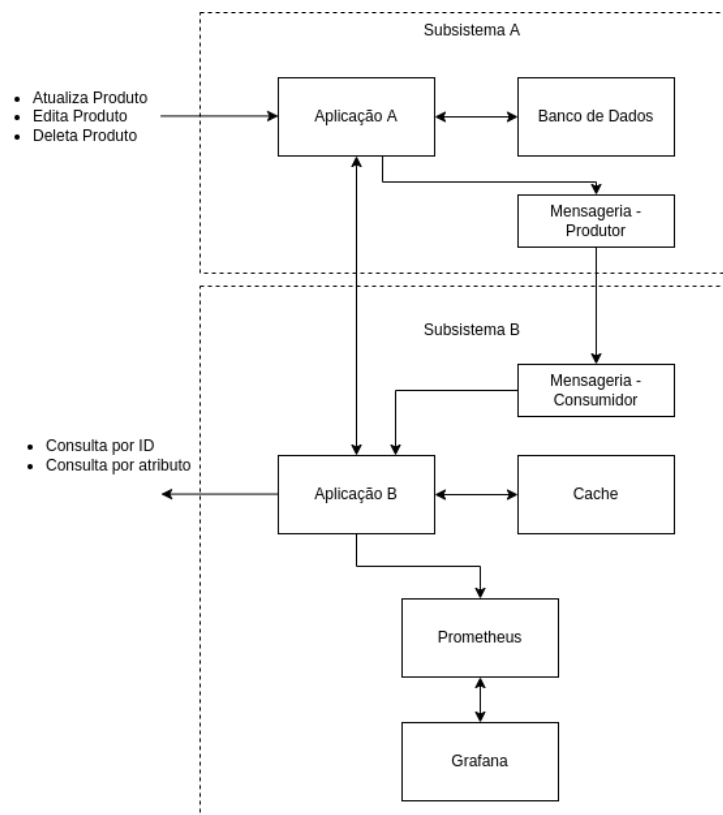 Subsistema A
Atualiza Produto
Edita Produto
Deleta Produto
Aplicação A
Banco de Dados
Mensageria -
Produtor
Subsistema B
Mensageria -
Consumidor
Consulta por ID
Consulta por atributo
Aplicação B
Cache
Prometheus
Grafana